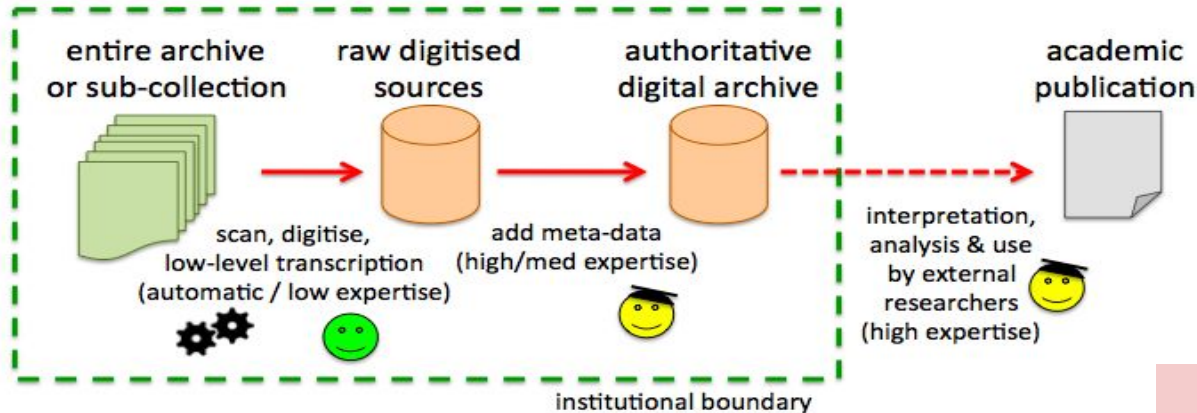 entire archive
or sub-collection
raw digitised
sources
authoritative
digital archive
academic
publication
scan, digitise,
low-level transcription
(automatic / low expertise)
add meta-data
(high/med expertise)
interpretation,
analysis & use
by external
researchers
(high expertise)
institutional boundary